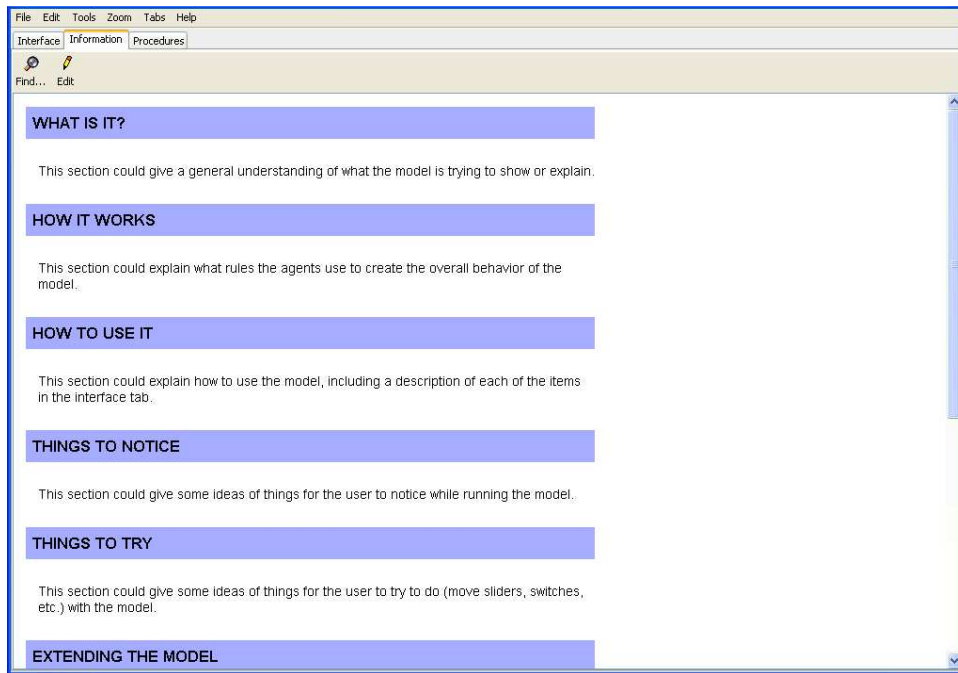 File Edit Tools Zoom Tabs Help
Interface Information Procedures
Find... Edit
WHAT IS IT?
This section could give a general understanding of what the model is trying to show or explain.
HOW IT WORKS
This section could explain what rules the agents use to create the overall behavior of the
model.
HOW TO USE IT
This section could explain how to use the model, including a description of each of the items
in the interface tab.
THINGS TO NOTICE
This section could give some ideas of things for the user to notice while running the model.
THINGS TO TRY
This section could give some ideas of things for the user to try to do (move sliders, switches,
etc.) with the model.
EXTENDING THE MODEL